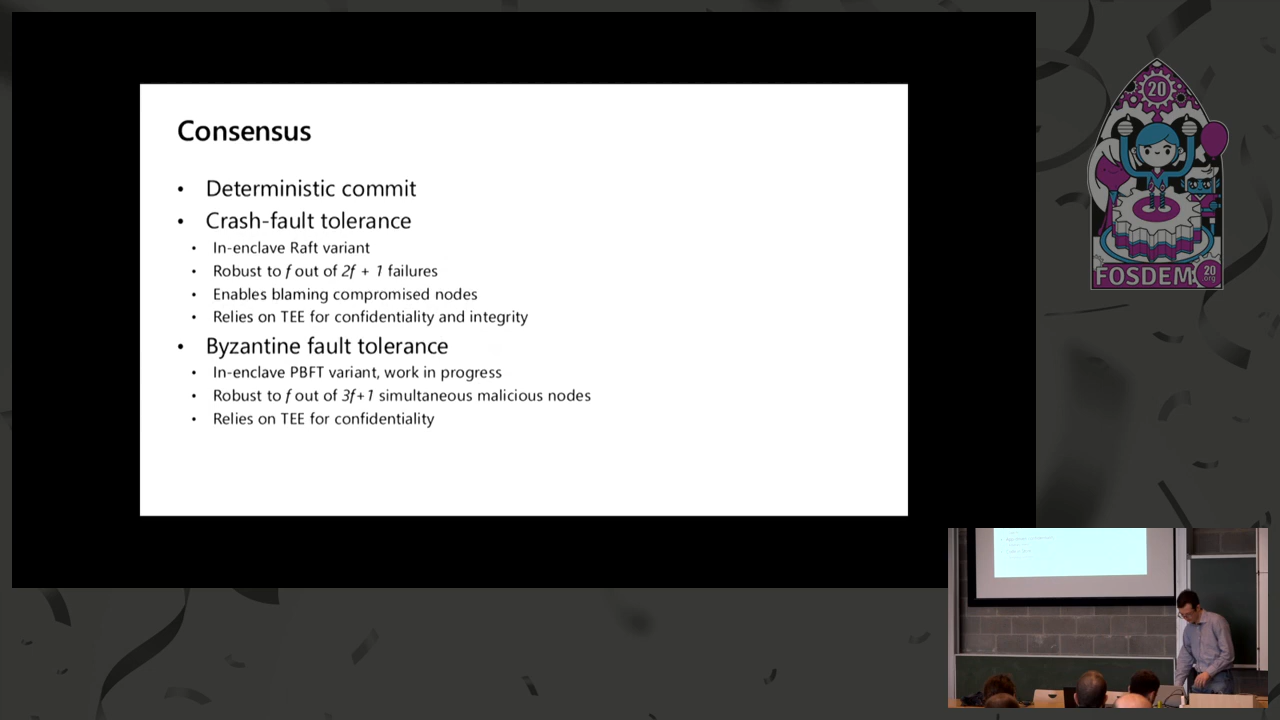 Consensus
• Deterministic commit
• Crash-fault tolerance
• In-enclave Raft variant
• Robust to f out of 2f + 1 failures
• Enables blaming compromised nodes
• Relies on TEE for confidentiality and integrity
• Byzantine fault tolerance
• In-enclave PBFT variant, work in progress
• Robust to f out of 3f+1 simultaneous malicious nodes
• Relies on TEE for confidentiality
20
FOSDEM
20
.org